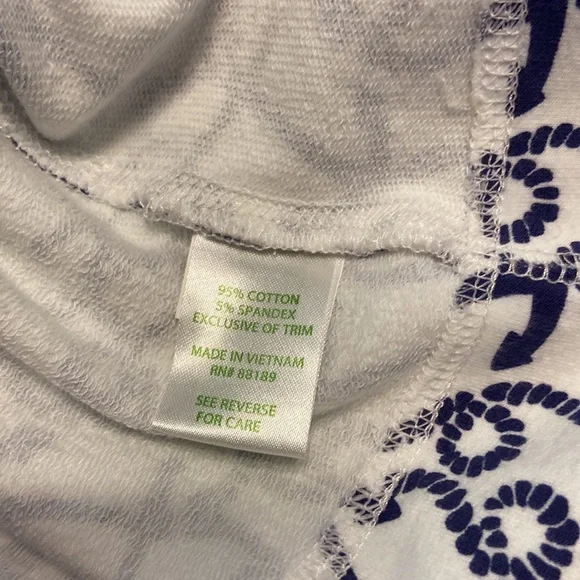 95% COTTON
5% SPANDEX
EXCLUSIVE OF TRIM
MADE IN VIETNAM
RN# 88189
SEE REVERSE
FOR CARE